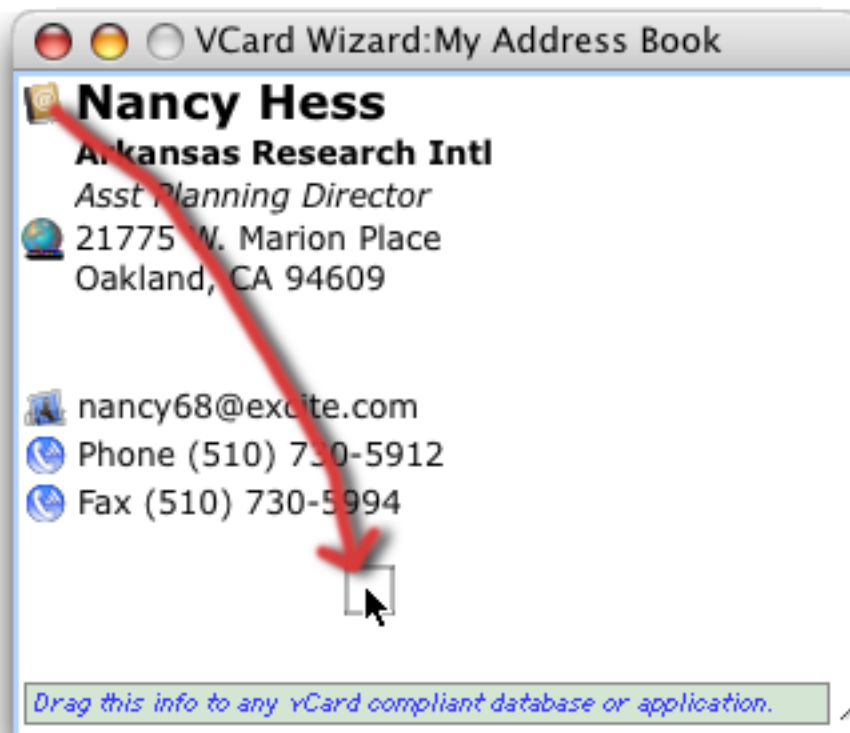 VCard Wizard:My Address Book
Nancy Hess
Arkansas Research Intl
Asst Planning Director
21775 W. Marion Place
Oakland, CA 94609
nancy68@excite.com
Phone (510) 730-5912
Fax (510) 730-5994
Drag this info to any vCard compliant database or application.